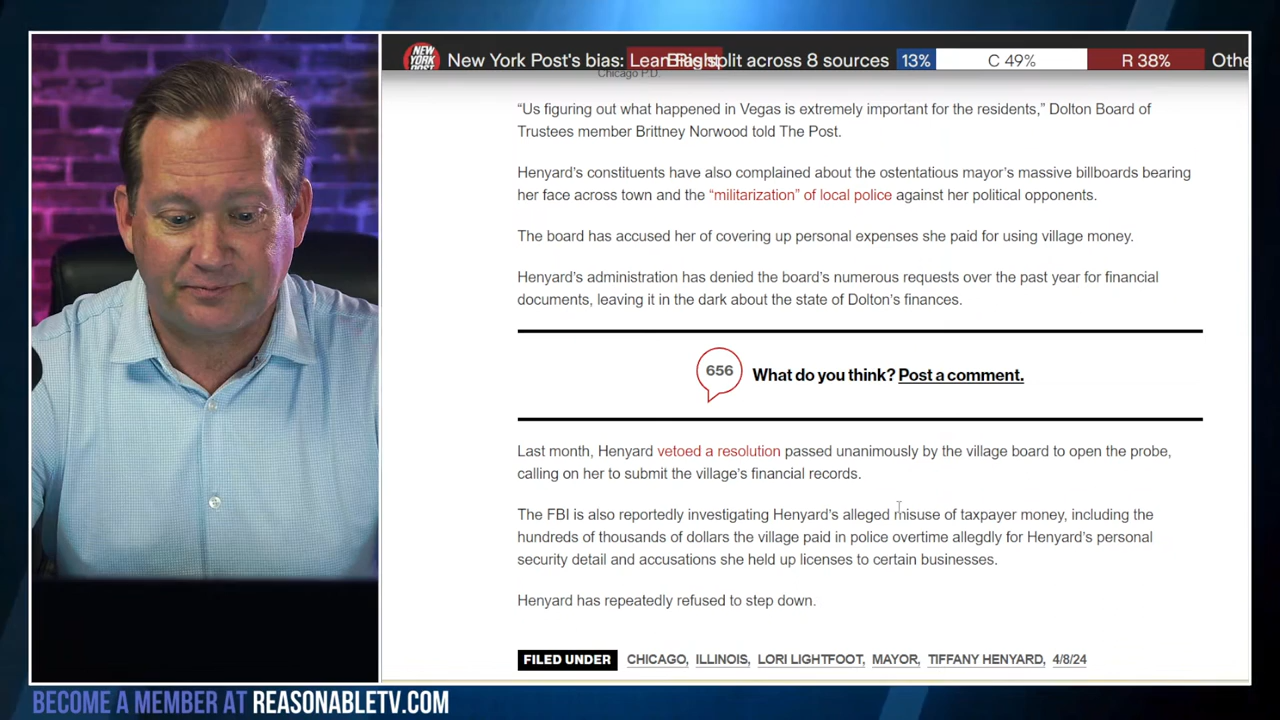 NEW YORK POST
New York Post's bias: Lean Right Bias split across 8 sources 13% C 49% R 38% Othe
Chicago P.D.
“Us figuring out what happened in Vegas is extremely important for the residents,” Dolton Board of
Trustees member Brittney Norwood told The Post.
Henyard’s constituents have also complained about the ostentatious mayor’s massive billboards bearing
her face across town and the “militarization” of local police against her political opponents.
The board has accused her of covering up personal expenses she paid for using village money.
Henyard’s administration has denied the board’s numerous requests over the past year for financial
documents, leaving it in the dark about the state of Dolton’s finances.
656 What do you think? Post a comment.
Last month, Henyard vetoed a resolution passed unanimously by the village board to open the probe,
calling on her to submit the village’s financial records.
The FBI is also reportedly investigating Henyard’s alleged misuse of taxpayer money, including the
hundreds of thousands of dollars the village paid in police overtime allegdly for Henyard’s personal
security detail and accusations she held up licenses to certain businesses.
Henyard has repeatedly refused to step down.
FILED UNDER CHICAGO, ILLINOIS, LORI LIGHTFOOT, MAYOR, TIFFANY HENYARD, 4/8/24
BECOME A MEMBER AT REASONABLETV.COM